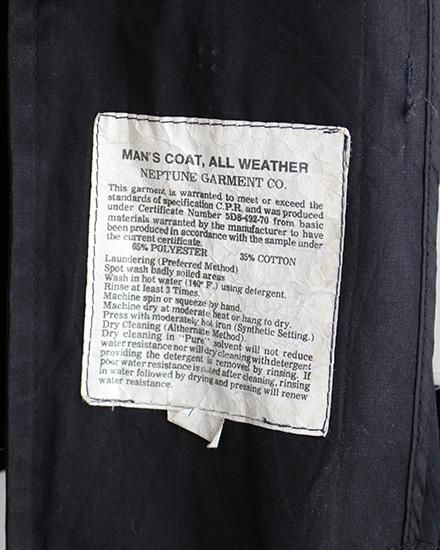 MAN'S COAT, ALL WEATHER
NEPTUNE GARMENT CO.
This garment is warranted to meet or exceed the
standards of specification C.P.R. and was produced
under Certificate Number 5D8-492-70 from basic
materials warranted by the manufacturer to have
been produced in accordance with the sample under
the current certificate.
65% POLYESTER 35% COTTON
Laundering (Preferred Method)
Spot wash badly soiled areas
Wash in hot water (140° F.) using detergent.
Rinse at least 3 Times.
Machine spin or squeeze by hand.
Machine dry at moderate heat or hang to dry.
Press with moderately hot iron (Synthetic Setting.)
Dry Cleaning (Alternate Method).
Dry cleaning in "Pure" solvent will not reduce
water resistance nor will dry cleaning with detergent
providing the detergent is removed by rinsing. If
poor water resistance is noted after cleaning, rinsing
in water followed by drying and pressing will renew
water resistance.